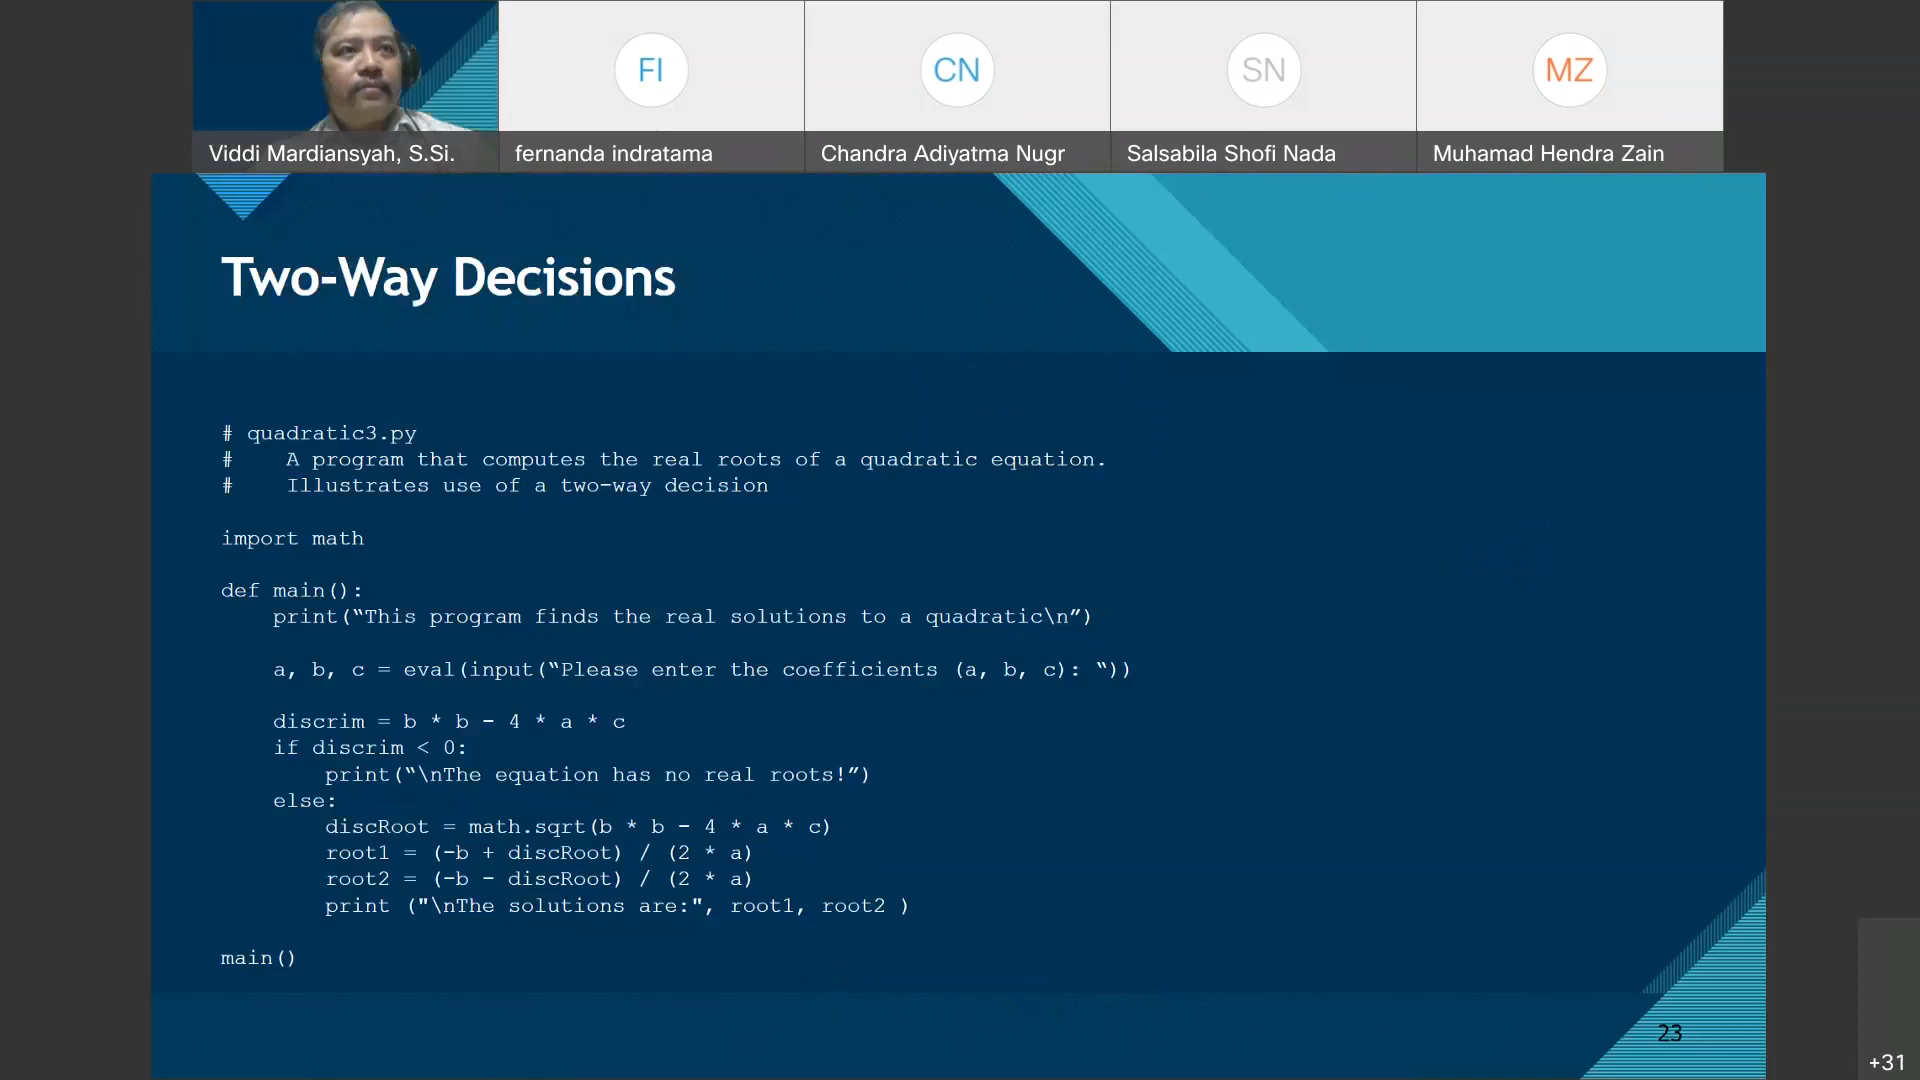 FI
CN
SN
MZ
Viddi Mardiansyah, S.Si.
fernanda indratama
Chandra Adiyatma Nugr
Salsabila Shofi Nada
Muhamad Hendra Zain
Two-Way Decisions
# quadratic3.py
#    A program that computes the real roots of a quadratic equation.
#    Illustrates use of a two-way decision
import math
def main():
    print(“This program finds the real solutions to a quadratic\n”)
    a, b, c = eval(input(“Please enter the coefficients (a, b, c): “))
    discrim = b * b - 4 * a * c
    if discrim < 0:
        print(“\nThe equation has no real roots!”)
    else:
        discRoot = math.sqrt(b * b - 4 * a * c)
        root1 = (-b + discRoot) / (2 * a)
        root2 = (-b - discRoot) / (2 * a)
        print ("\nThe solutions are:", root1, root2 )
main()
23
+31